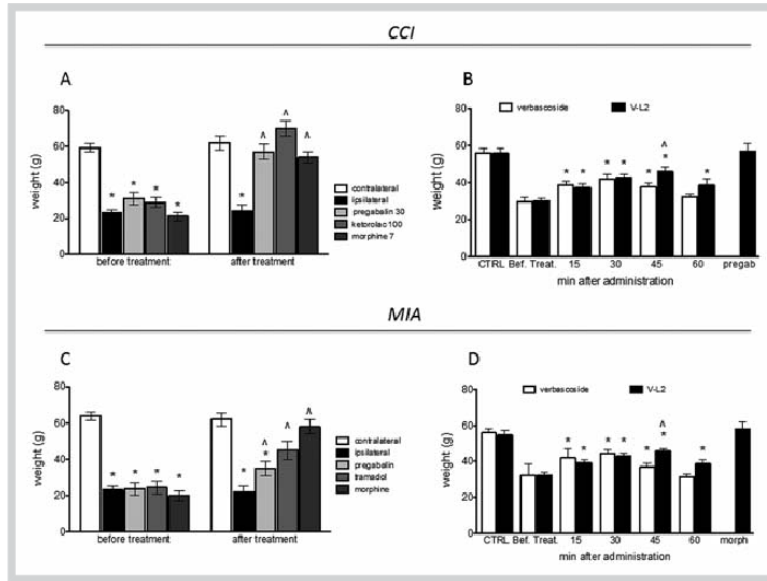 CCI
A
80
60
40
20
0
weight (g)
^ ^ ^
* * * * *
contralateral
lipsilateral
pregabalin 30
ketorolac 100
morphine 7
before treatment
after treatment
B
verbascoside
V-L2
80
60
40
20
0
weight (g)
* * * * * ^ * *
CTRL Bef. Treat. 15 30 45 60 pregab
min after administration
MIA
C
80
60
40
20
0
weight (g)
* * * * * ^ * ^ ^
contralateral
ipsilateral
pregabalin
tramadol
morphine
before treatment
after treatment
D
verbascoside
V-L2
80
60
40
20
0
weight (g)
* * * * * ^ * *
CTRL Bef. Treat. 15 30 45 60 morph
min after administration